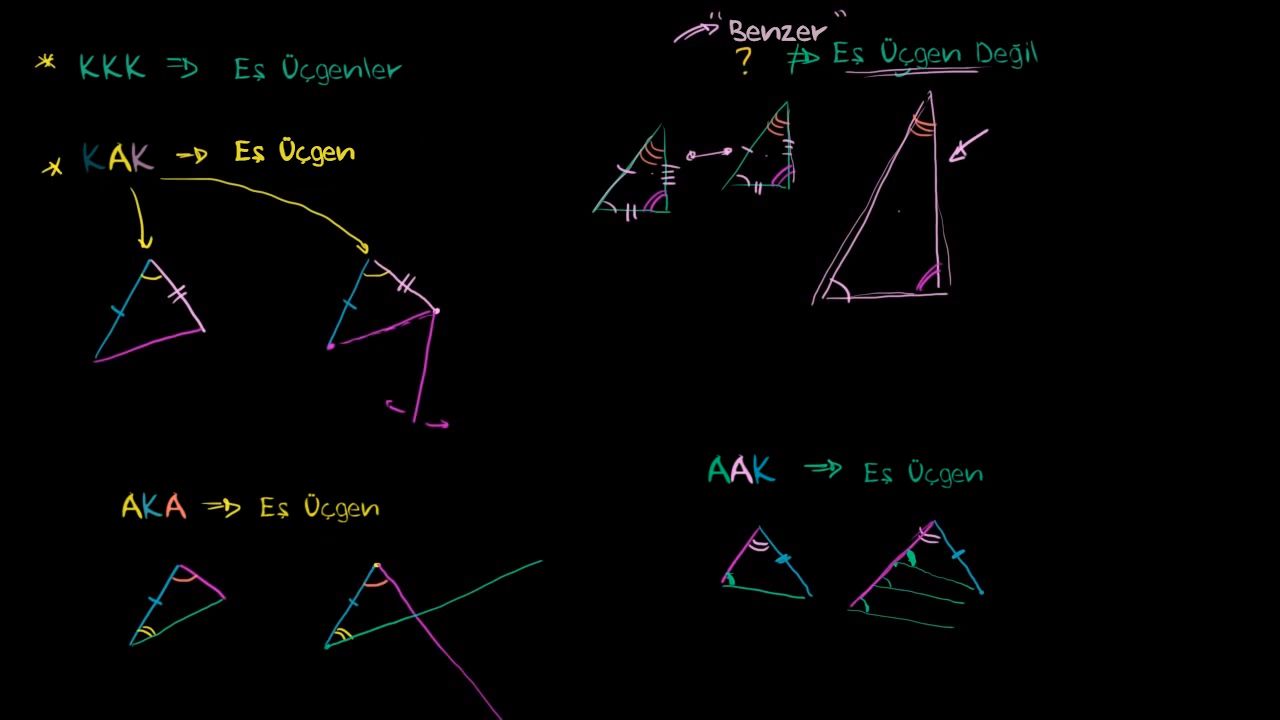 * KKK => Eş Üçgenler
* KAK -> Eş Üçgen
"Benzer"
? ≠> Eş Üçgen Değil
AKA => Eş Üçgen
AAK => Eş Üçgen